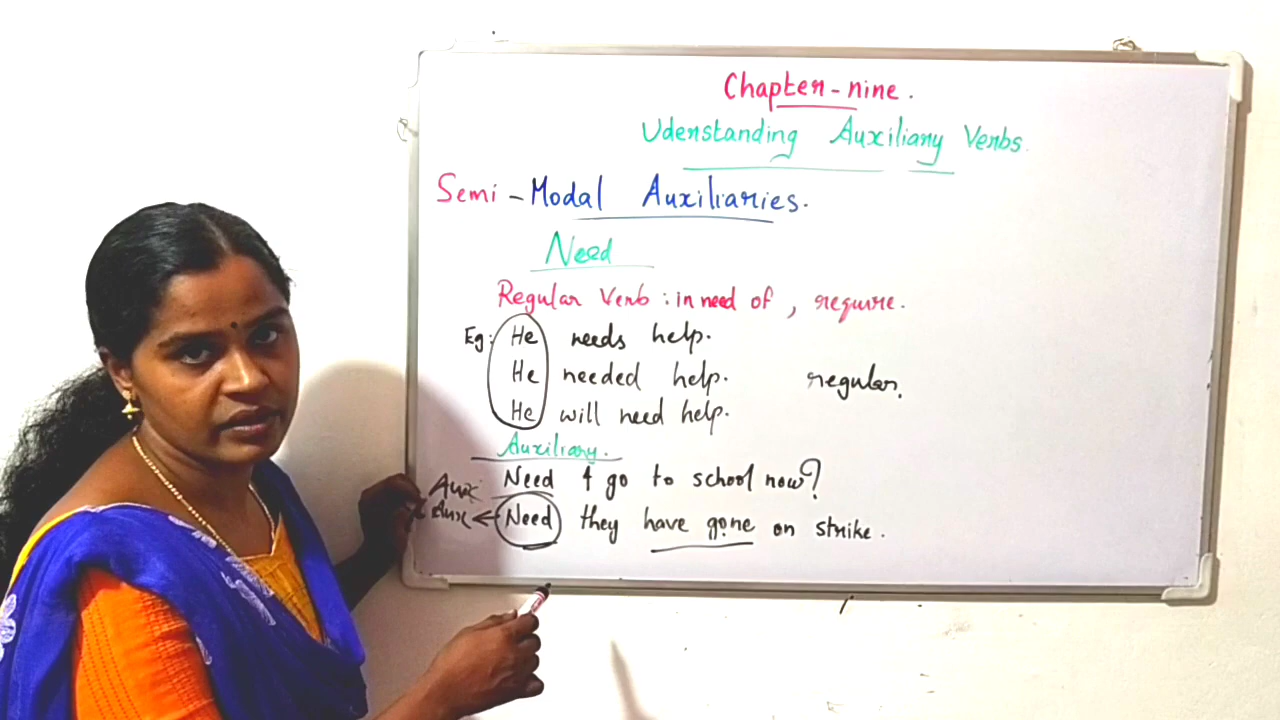 Chapter-nine.
Udenstanding Auxiliary Verbs.
Semi-Modal Auxiliaries.
Need
Regular Verb: in need of, require.
Eg: He needs help.
He needed help. regular.
He will need help.
Auxiliary.
Aux Need I go to school now?
Aux ← Need they have gone on strike.